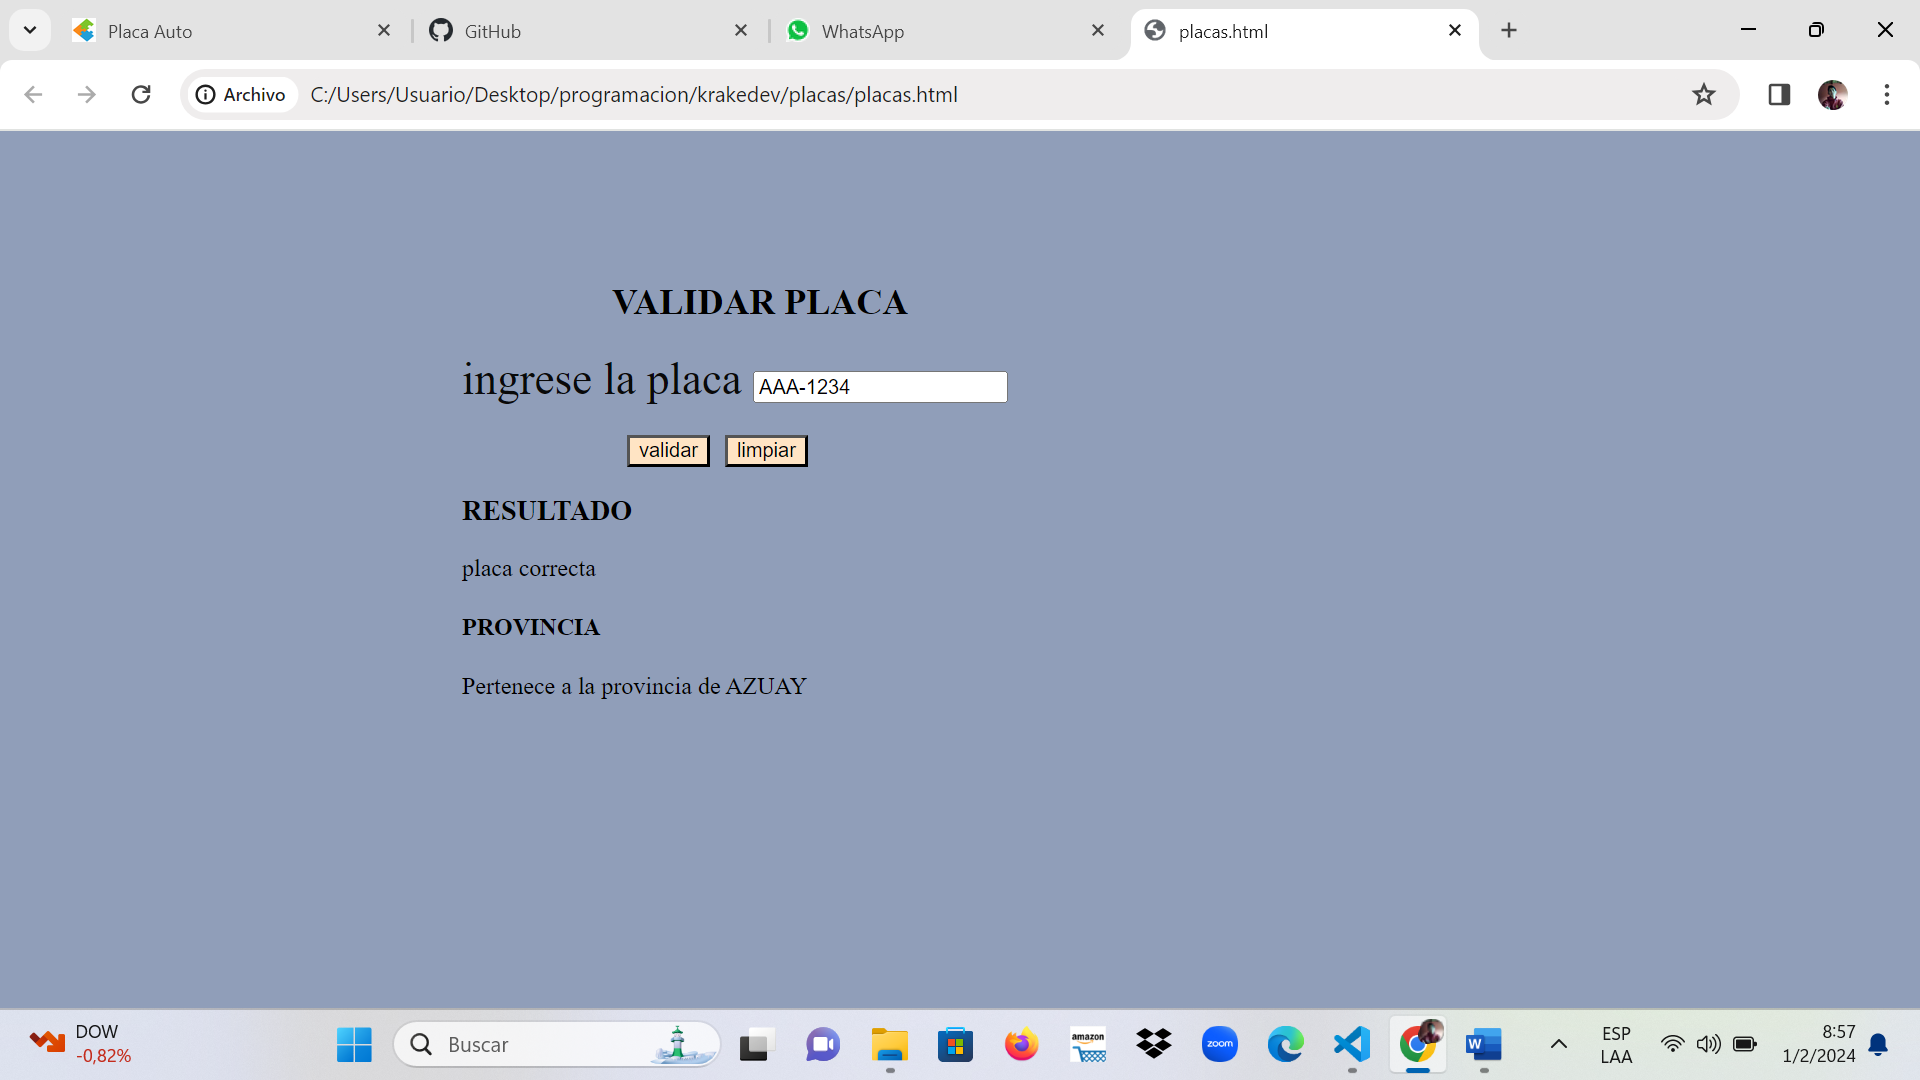 Placa Auto
GitHub
WhatsApp
placas.html
Archivo
C:/Users/Usuario/Desktop/programacion/krakedev/placas/placas.html
VALIDAR PLACA
ingrese la placa AAA-1234
validar limpiar
RESULTADO
placa correcta
PROVINCIA
Pertenece a la provincia de AZUAY
DOW
-0,82%
Buscar
amazon
zoom
W
ESP
LAA
8:57
1/2/2024